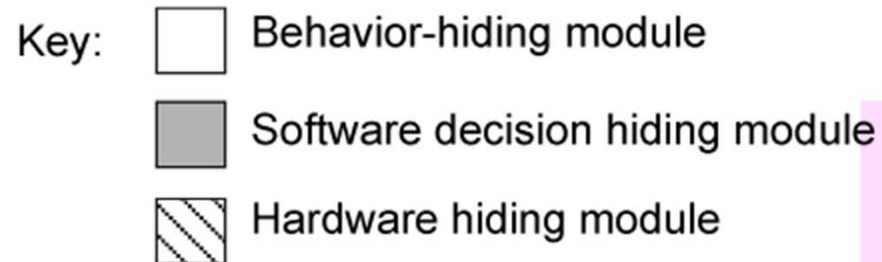 Key: Behavior-hiding module
Software decision hiding module
Hardware hiding module